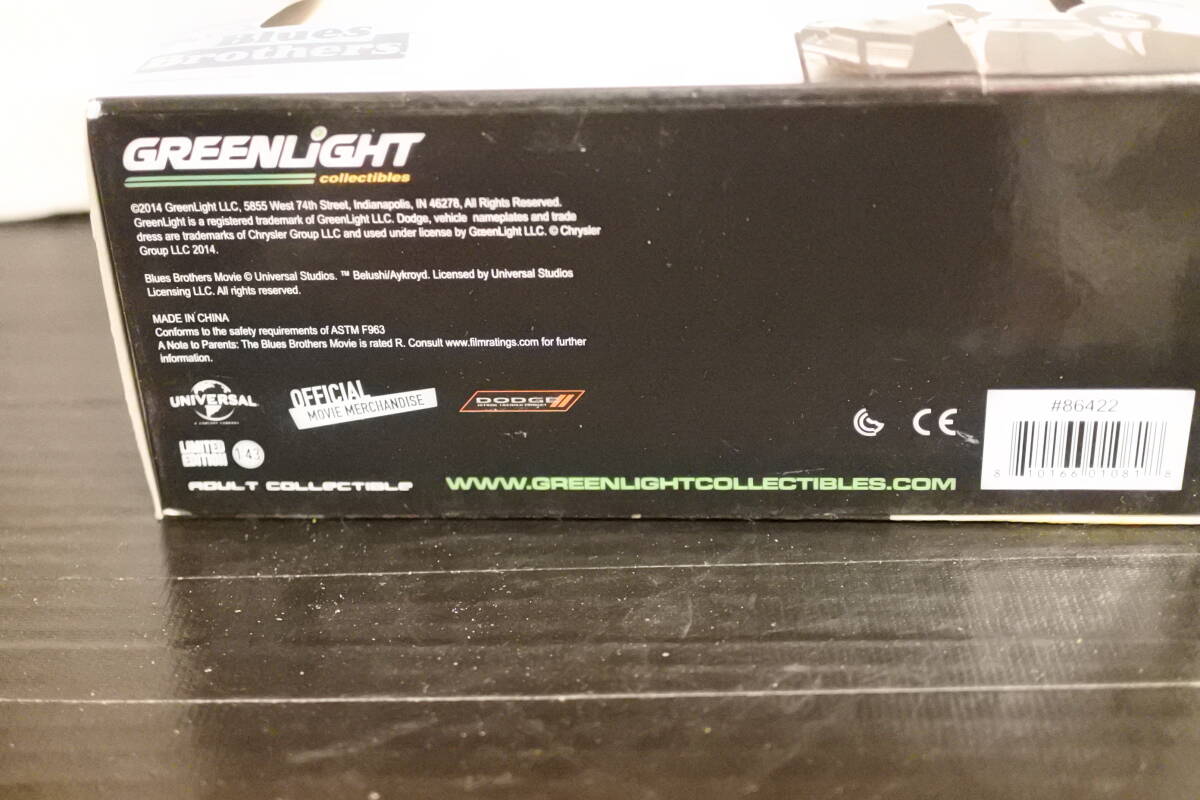 Blues
Brothers
GREENLiGHT
collectibles
©2014 GreenLight LLC, 5855 West 74th Street, Indianapolis, IN 46278, All Rights Reserved.
GreenLight is a registered trademark of GreenLight LLC. Dodge, vehicle nameplates and trade
dress are trademarks of Chrysler Group LLC and used under license by GreenLight LLC. © Chrysler
Group LLC 2014.
Blues Brothers Movie © Universal Studios. ™ Belushi/Aykroyd. Licensed by Universal Studios
Licensing LLC. All rights reserved.
MADE IN CHINA
Conforms to the safety requirements of ASTM F963
A Note to Parents: The Blues Brothers Movie is rated R. Consult www.filmratings.com for further
information.
UNIVERSAL
OFFICIAL
MOVIE MERCHANDISE
DODGE
LIMITED
EDITION
1:43
ADULT COLLECTIBLE
WWW.GREENLIGHTCOLLECTIBLES.COM
CE
#86422
8 10166 01081 8